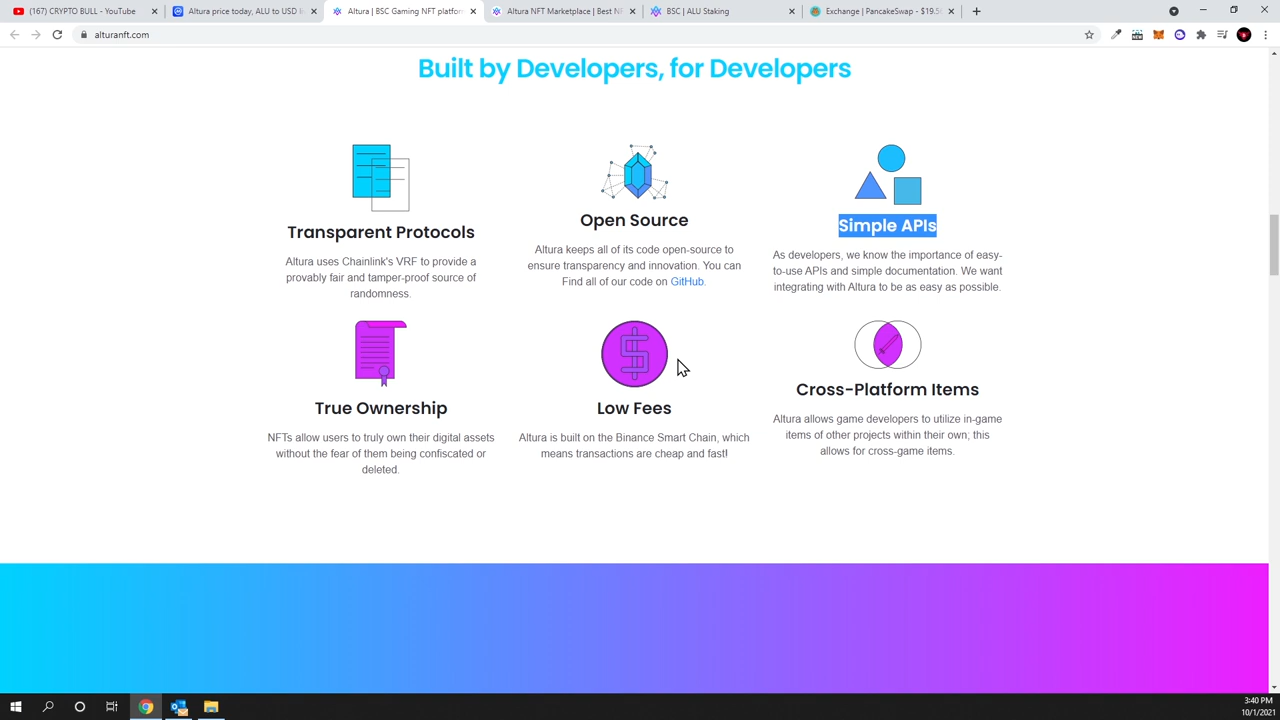 (167) CRYPTO BULL - YouTube
Altura price today, ALU to USD li
Altura | BSC Gaming NFT platfor
Altura NFT Marketplace | Best NF
BSC | ALU Staking
Exchange | PancakeSwap - $19.5
alturanft.com
Built by Developers, for Developers
Transparent Protocols
Altura uses Chainlink's VRF to provide a
provably fair and tamper-proof source of
randomness.
Open Source
Altura keeps all of its code open-source to
ensure transparency and innovation. You can
Find all of our code on GitHub.
Simple APIs
As developers, we know the importance of easy-
to-use APIs and simple documentation. We want
integrating with Altura to be as easy as possible.
True Ownership
NFTs allow users to truly own their digital assets
without the fear of them being confiscated or
deleted.
Low Fees
Altura is built on the Binance Smart Chain, which
means transactions are cheap and fast!
Cross-Platform Items
Altura allows game developers to utilize in-game
items of other projects within their own; this
allows for cross-game items.
3:40 PM
10/1/2021